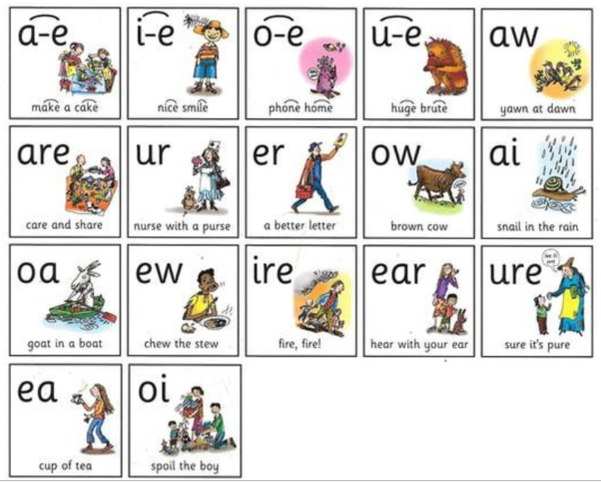 a-e
make a cake
i-e
nice smile
o-e
phone home
u-e
huge brute
aw
yawn at dawn
are
care and share
ur
nurse with a purse
er
a better letter
ow
brown cow
ai
snail in the rain
oa
goat in a boat
ew
chew the stew
ire
fire, fire!
ear
hear with your ear
ure
sure it's pure
ea
cup of tea
oi
spoil the boy